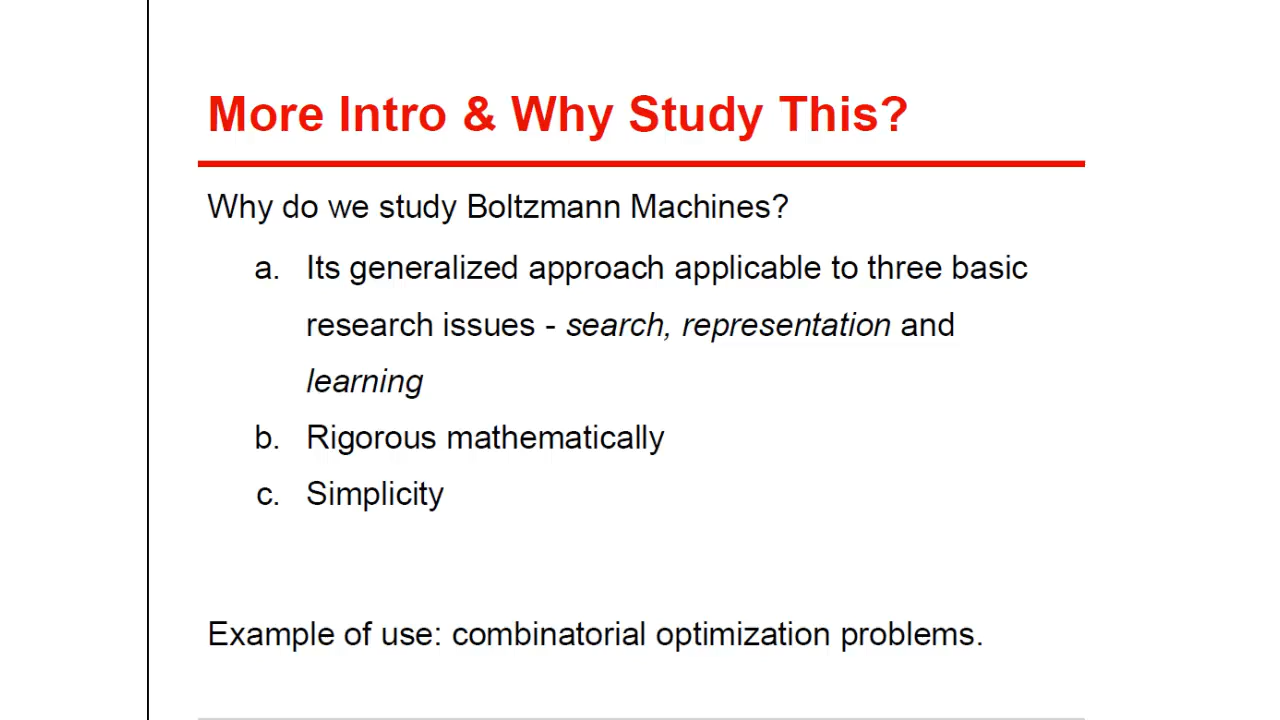 More Intro & Why Study This?
Why do we study Boltzmann Machines?
a. Its generalized approach applicable to three basic
research issues - search, representation and
learning
b. Rigorous mathematically
c. Simplicity
Example of use: combinatorial optimization problems.